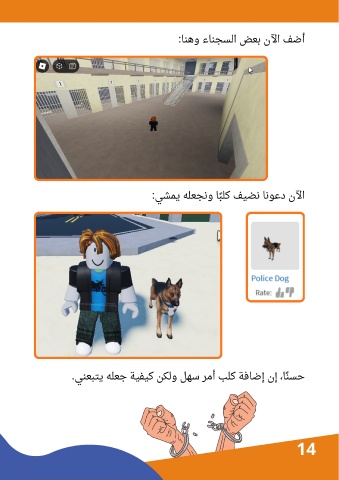 أضف الآن بعض السجناء وهنا:
الآن دعونا نضيف كلبًا ونجعله يمشي:
Police Dog
Rate:
حسنًا، إن إضافة كلب أمر سهل ولكن كيفية جعله يتبعني.
14